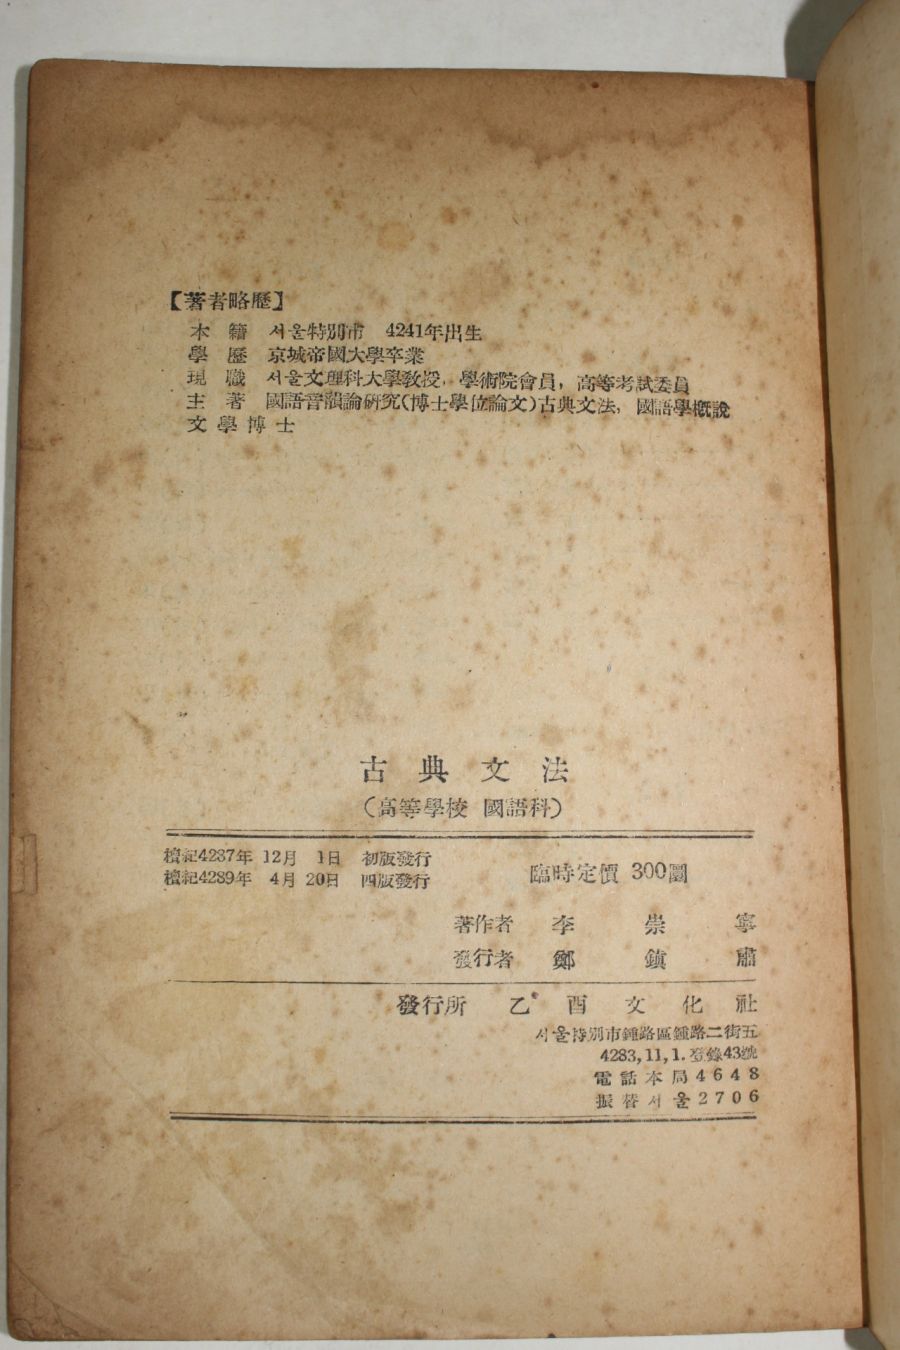 【著者略歷】
本籍 서울特別市 4241年出生
學歷 京城帝國大學卒業
現職 서울文理科大學敎授, 學術院會員, 高等考試委員
主著 國語音韻論硏究(博士學位論文)古典文法, 國語學槪說
文學博士
古典文法
(高等學校 國語科)
檀紀4287年 12月 1日 初版發行
檀紀4289年 4月 20日 四版發行
臨時定價 300圜
著作者 李崇寧
發行者 鄭鎭肅
發行所 乙酉文化社
서울特別市鍾路區鍾路二街五
4283,11,1.登錄43號
電話本局4648
振替서울2706